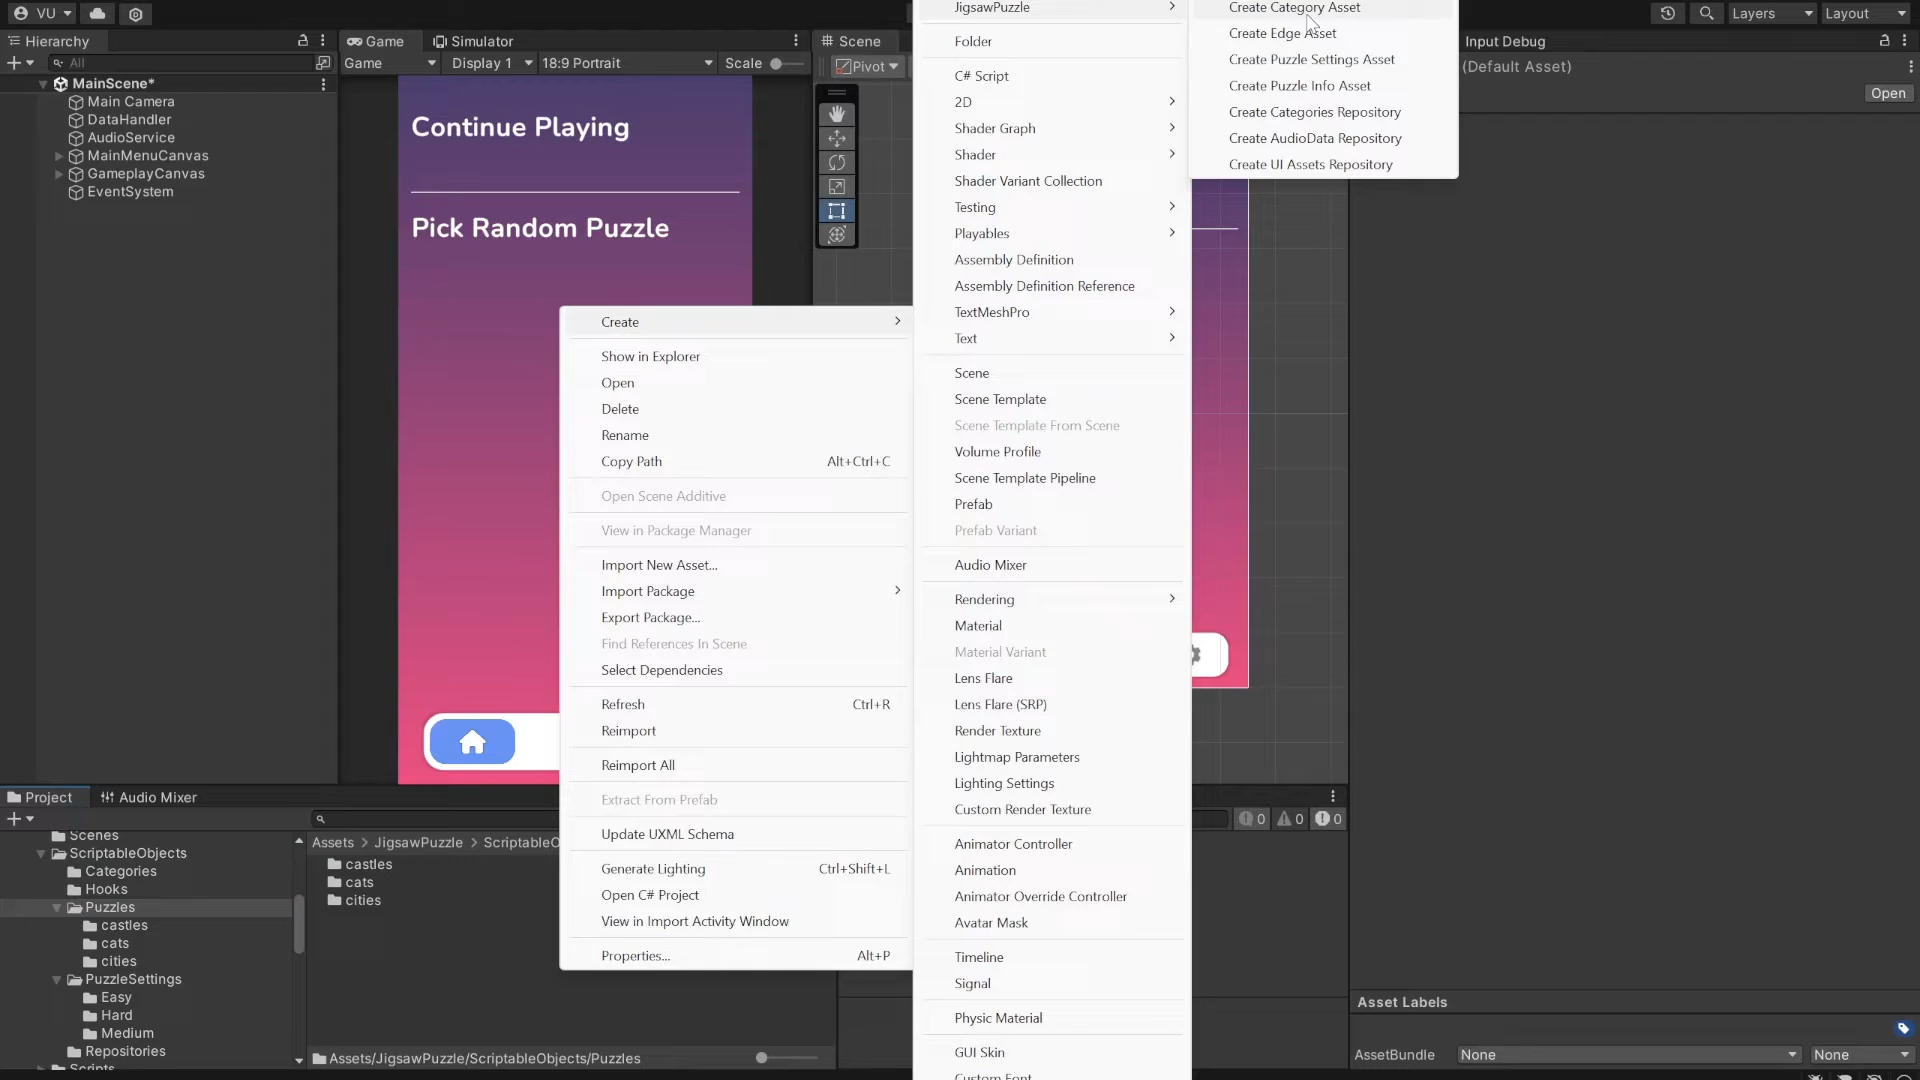 VU
Layers
Layout
Hierarchy
All
MainScene*
Main Camera
DataHandler
AudioService
MainMenuCanvas
GameplayCanvas
EventSystem
Game
Simulator
Game
Display 1
18:9 Portrait
Scale
Scene
Pivot
Continue Playing
Pick Random Puzzle
Create
Show in Explorer
Open
Delete
Rename
Copy Path Alt+Ctrl+C
Open Scene Additive
View in Package Manager
Import New Asset...
Import Package
Export Package...
Find References In Scene
Select Dependencies
Refresh Ctrl+R
Reimport
Reimport All
Extract From Prefab
Update UXML Schema
Generate Lighting Ctrl+Shift+L
Open C# Project
View in Import Activity Window
Properties... Alt+P
JigsawPuzzle
Folder
C# Script
2D
Shader Graph
Shader
Shader Variant Collection
Testing
Playables
Assembly Definition
Assembly Definition Reference
TextMeshPro
Text
Scene
Scene Template
Scene Template From Scene
Volume Profile
Scene Template Pipeline
Prefab
Prefab Variant
Audio Mixer
Rendering
Material
Material Variant
Lens Flare
Lens Flare (SRP)
Render Texture
Lightmap Parameters
Lighting Settings
Custom Render Texture
Animator Controller
Animation
Animator Override Controller
Avatar Mask
Timeline
Signal
Physic Material
GUI Skin
Custom Font
Create Category Asset
Create Edge Asset
Create Puzzle Settings Asset
Create Puzzle Info Asset
Create Categories Repository
Create AudioData Repository
Create UI Assets Repository
Input Debug
(Default Asset)
Open
Project
Audio Mixer
Scenes
ScriptableObjects
Categories
Hooks
Puzzles
castles
cats
cities
PuzzleSettings
Easy
Hard
Medium
Repositories
Scripts
Assets > JigsawPuzzle > ScriptableO
castles
cats
cities
Assets/JigsawPuzzle/ScriptableObjects/Puzzles
0 0 0
Asset Labels
AssetBundle None None